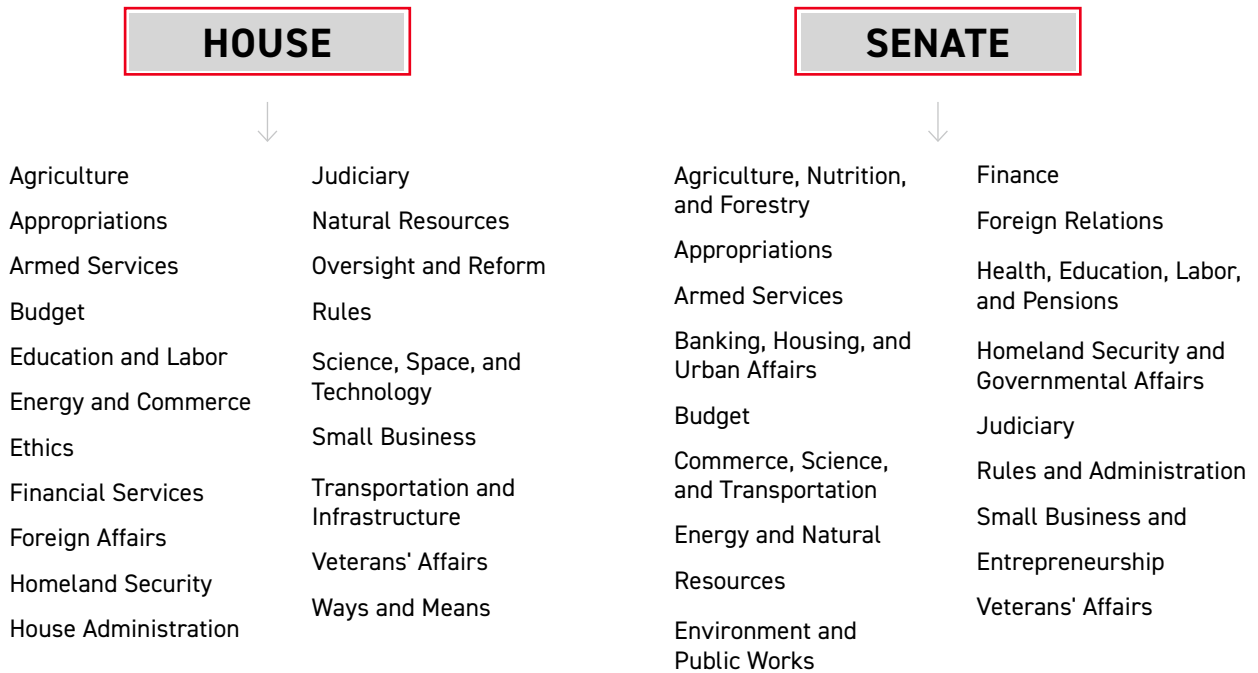 HOUSE
Agriculture
Appropriations
Armed Services
Budget
Education and Labor
Energy and Commerce
Ethics
Financial Services
Foreign Affairs
Homeland Security
House Administration
Judiciary
Natural Resources
Oversight and Reform
Rules
Science, Space, and
Technology
Small Business
Transportation and
Infrastructure
Veterans' Affairs
Ways and Means
SENATE
Agriculture, Nutrition,
and Forestry
Appropriations
Armed Services
Banking, Housing, and
Urban Affairs
Budget
Commerce, Science,
and Transportation
Energy and Natural
Resources
Environment and
Public Works
Finance
Foreign Relations
Health, Education, Labor,
and Pensions
Homeland Security and
Governmental Affairs
Judiciary
Rules and Administration
Small Business and
Entrepreneurship
Veterans' Affairs